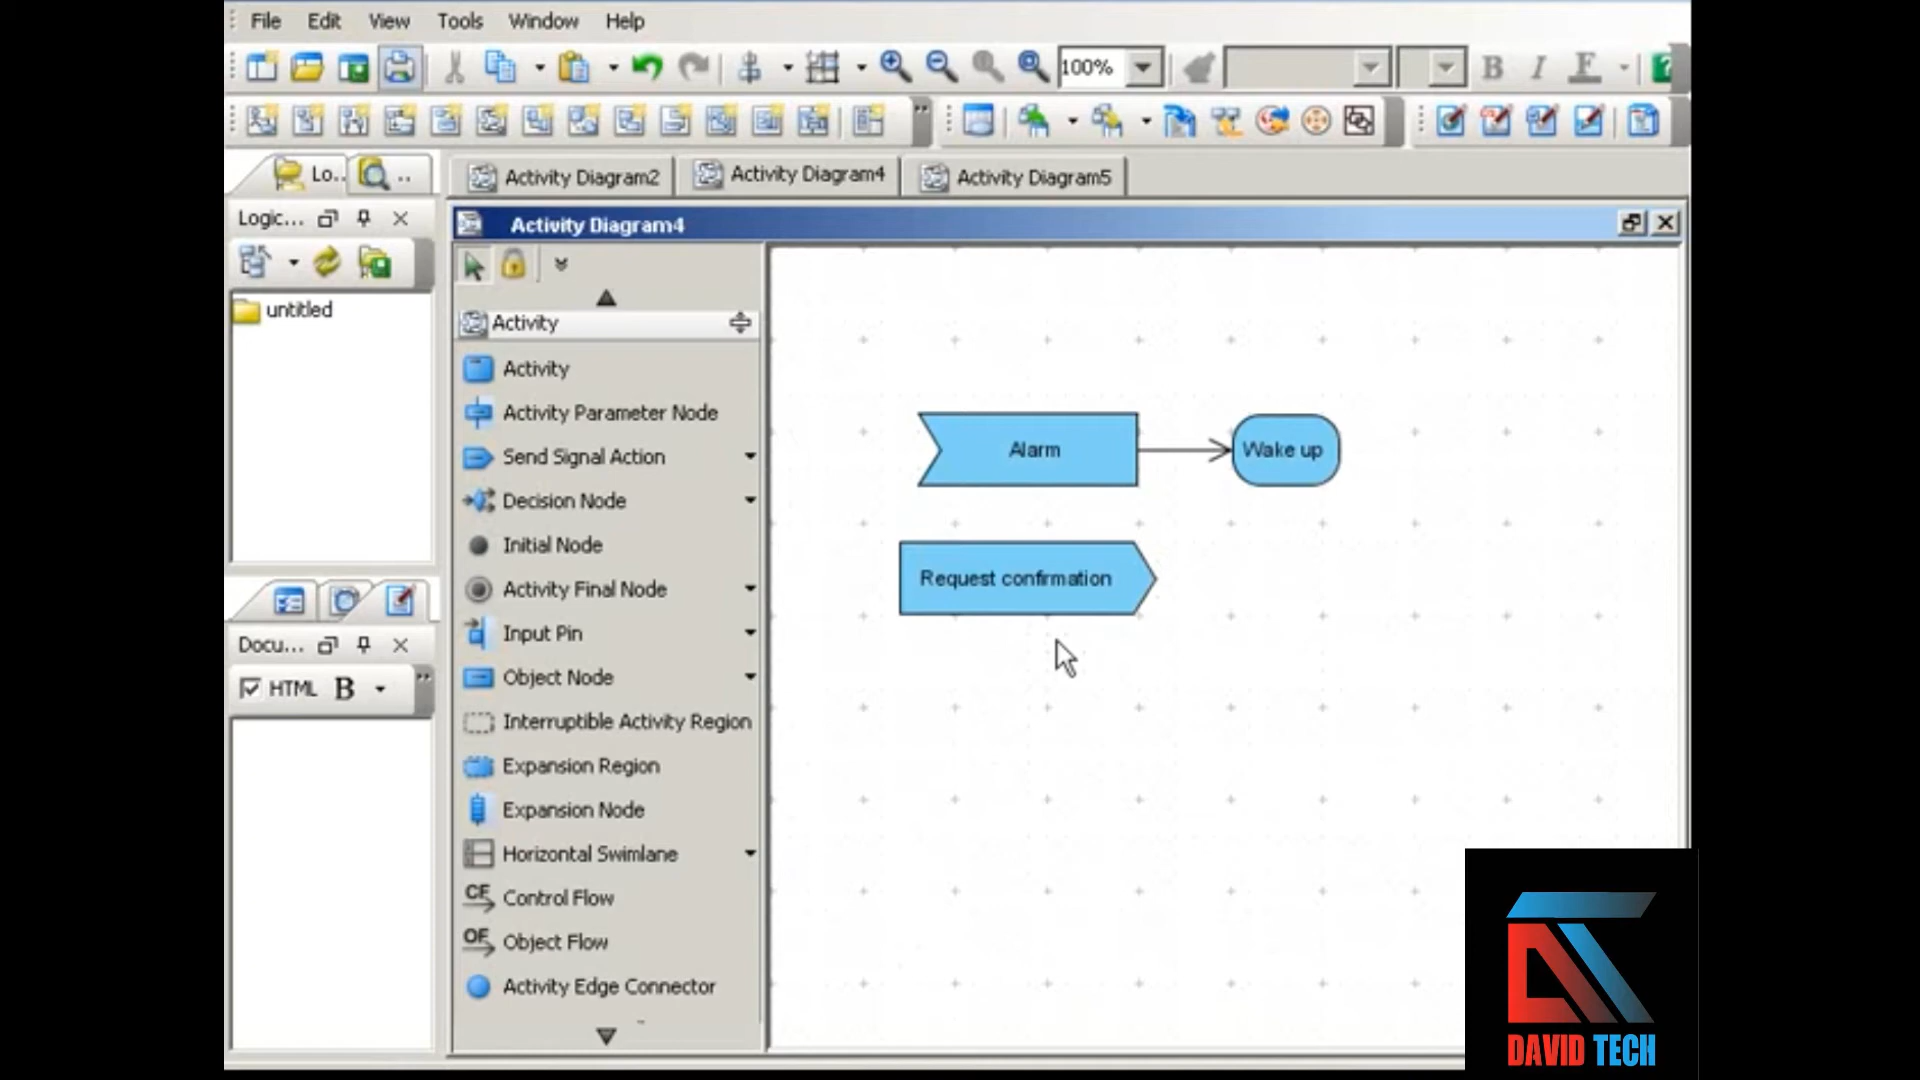 File Edit View Tools Window Help
100% B I F
Lo.. ..
Activity Diagram2 Activity Diagram4 Activity Diagram5
Logic...
Activity Diagram4
untitled
Activity
Activity
Activity Parameter Node
Send Signal Action
Decision Node
Initial Node
Activity Final Node
Input Pin
Object Node
Interruptible Activity Region
Expansion Region
Expansion Node
Horizontal Swimlane
CF Control Flow
OF Object Flow
Activity Edge Connector
Docu...
HTML B
Alarm
Wake up
Request confirmation
DAVID TECH